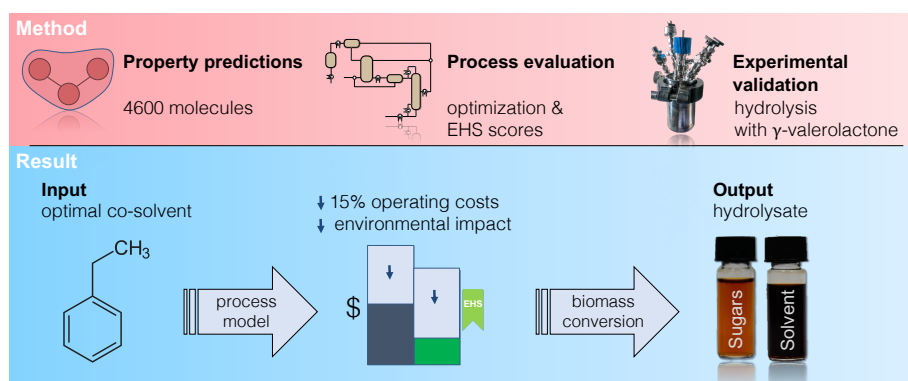 Method
Property predictions
4600 molecules
Process evaluation
optimization &
EHS scores
Experimental
validation
hydrolysis
with γ-valerolactone
Result
Input
optimal co-solvent
CH₃
process
model
↓ 15% operating costs
↓ environmental impact
$
EHS
biomass
conversion
Output
hydrolysate
Sugars
Solvent